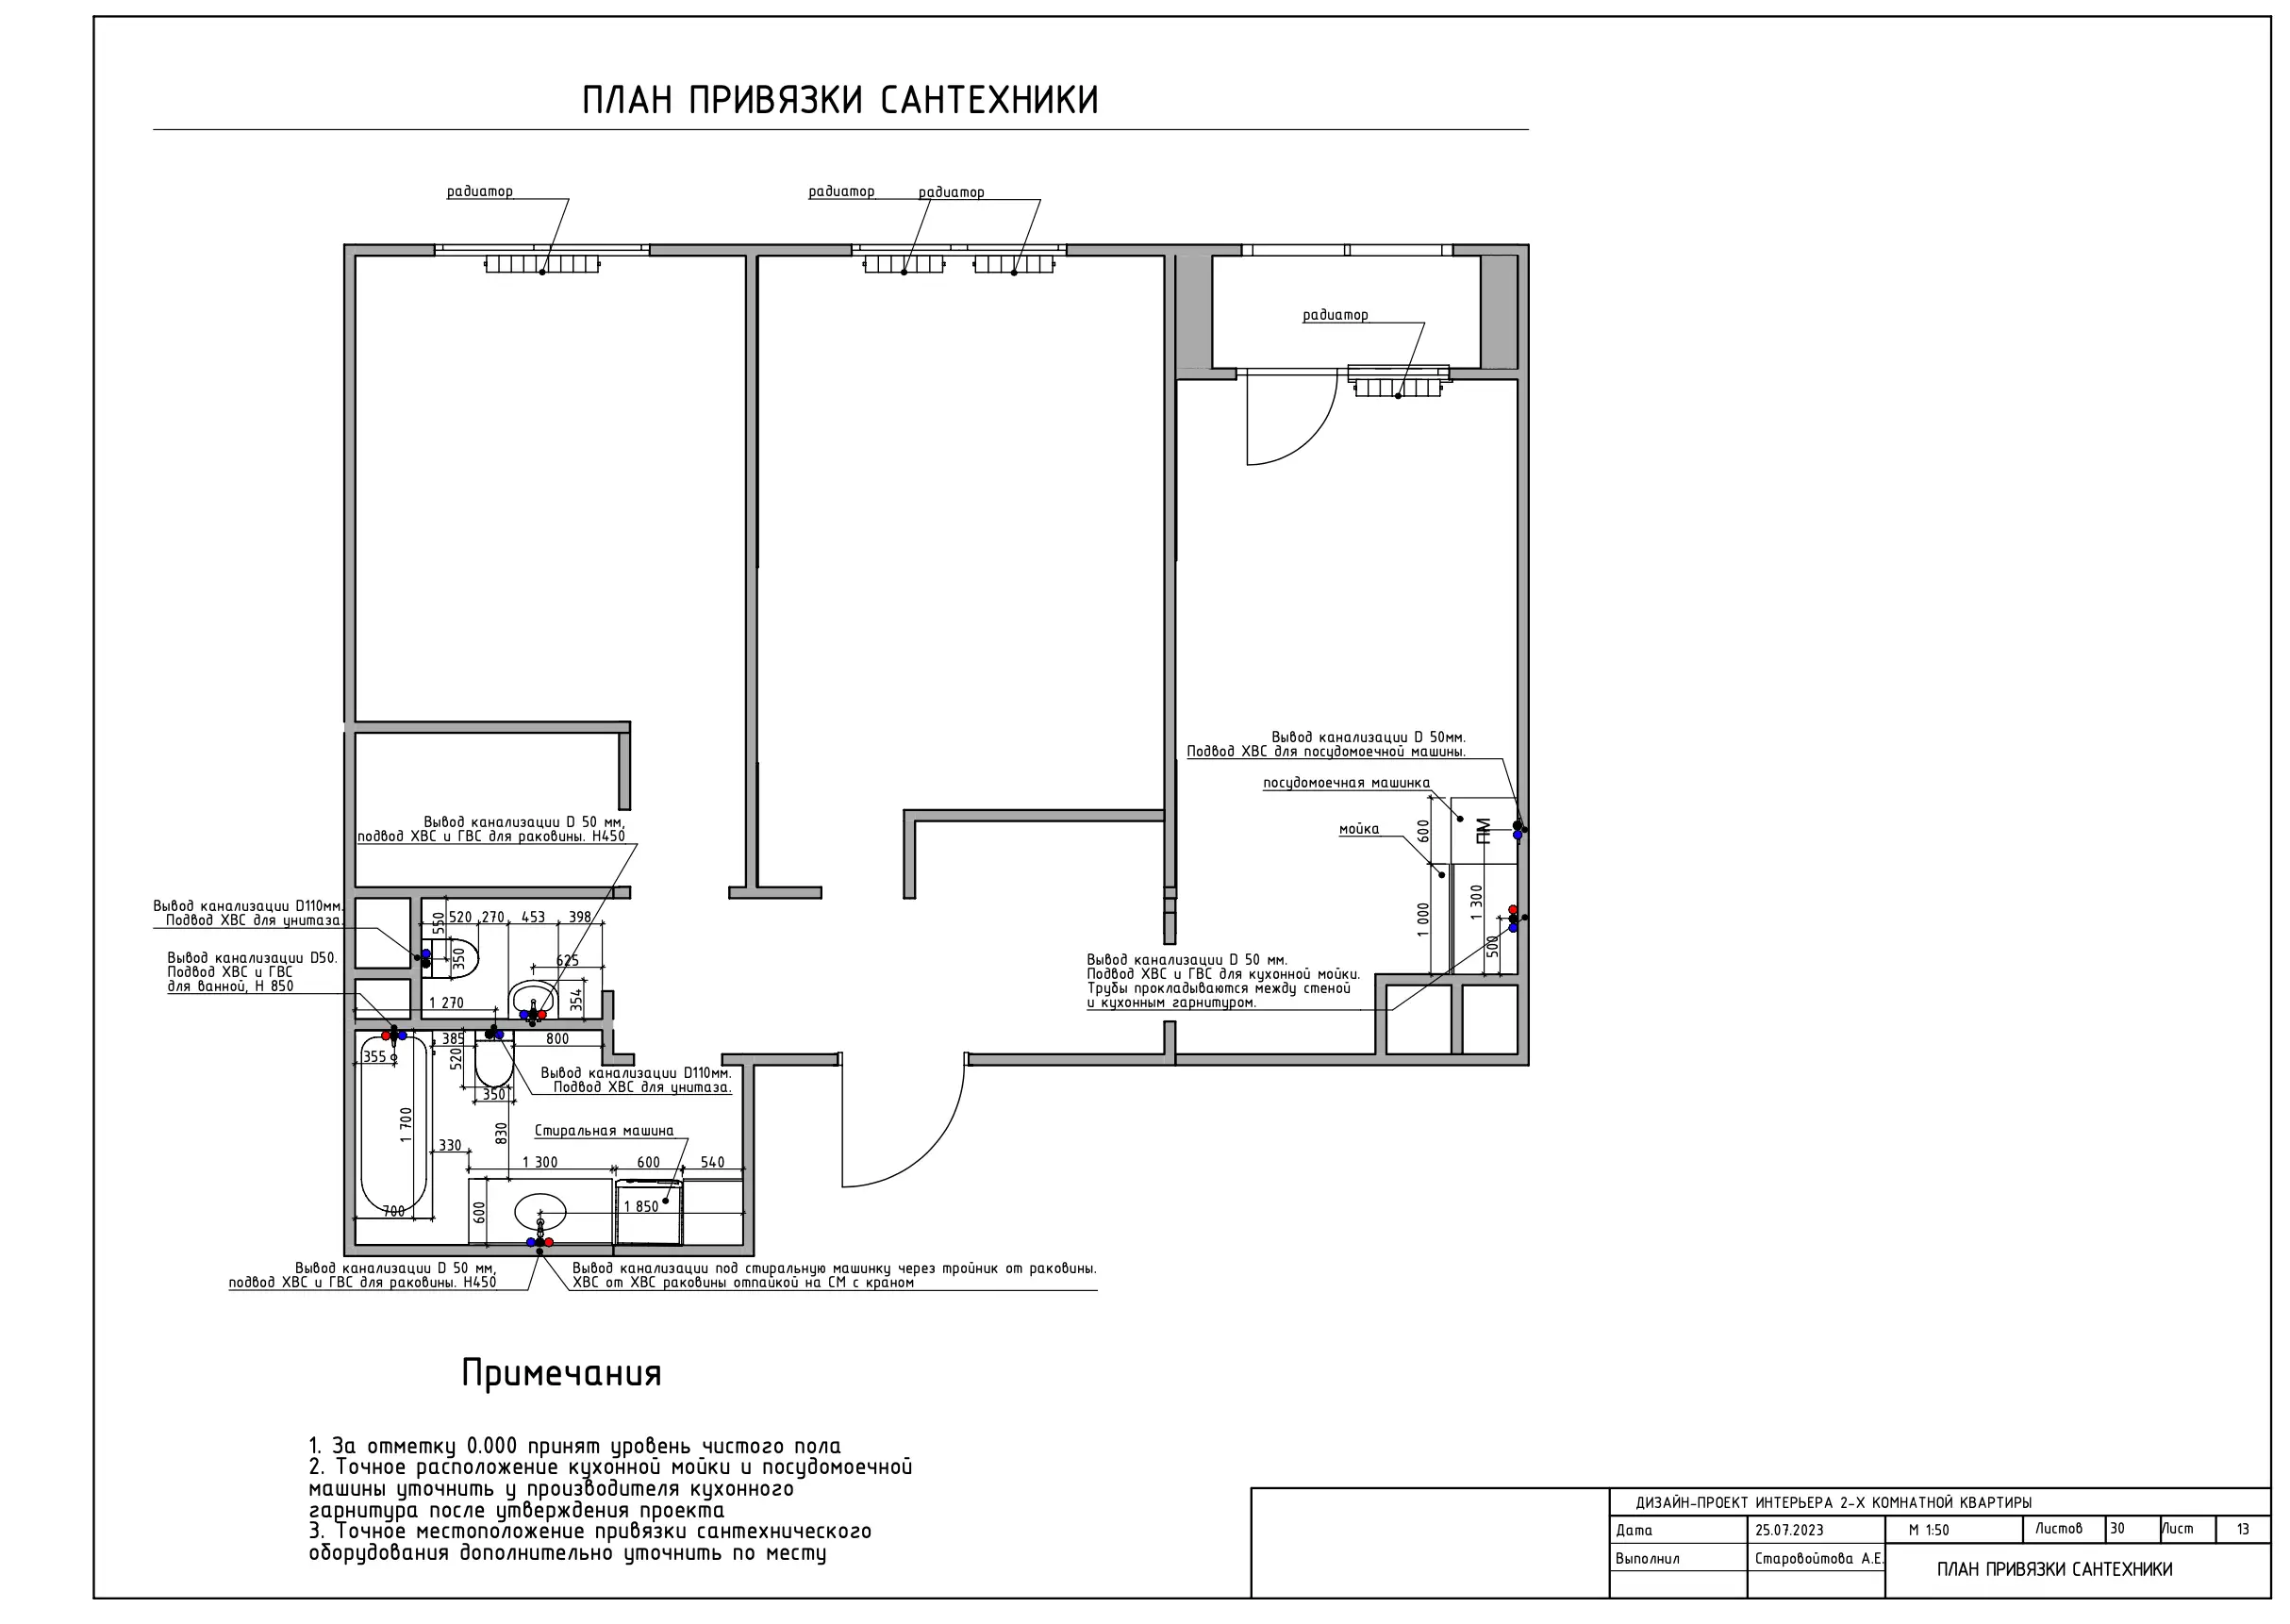 ПЛАН ПРИВЯЗКИ САНТЕХНИКИ
радиатор
радиатор
радиатор
радиатор
Вывод канализации D 50мм.
Подвод ХВС для посудомоечной машины.
посудомоечная машинка
мойка
ПМ
600
1 000
1 300
500
Вывод канализации D 50 мм,
подвод ХВС и ГВС для раковины. Н450
Вывод канализации D110мм.
Подвод ХВС для унитаза.
550
520
270
453
398
350
625
354
Вывод канализации D50.
Подвод ХВС и ГВС
для ванной, Н 850
1 270
Вывод канализации D 50 мм.
Подвод ХВС и ГВС для кухонной мойки.
Трубы прокладываются между стеной
и кухонным гарнитуром.
355
385
520
800
350
Вывод канализации D110мм.
Подвод ХВС для унитаза.
1 700
330
830
Стиральная машина
1 300
600
540
700
600
1 850
Вывод канализации D 50 мм,
подвод ХВС и ГВС для раковины. Н450
Вывод канализации под стиральную машинку через тройник от раковины.
ХВС от ХВС раковины отпайкой на СМ с краном
Примечания
1. За отметку 0.000 принят уровень чистого пола
2. Точное расположение кухонной мойки и посудомоечной
машины уточнить у производителя кухонного
гарнитура после утверждения проекта
3. Точное местоположение привязки сантехнического
оборудования дополнительно уточнить по месту
ДИЗАЙН-ПРОЕКТ ИНТЕРЬЕРА 2-Х КОМНАТНОЙ КВАРТИРЫ
Дата 25.07.2023 М 1:50 Листов 30 Лист 13
Выполнил Старовойтова А.Е. ПЛАН ПРИВЯЗКИ САНТЕХНИКИ